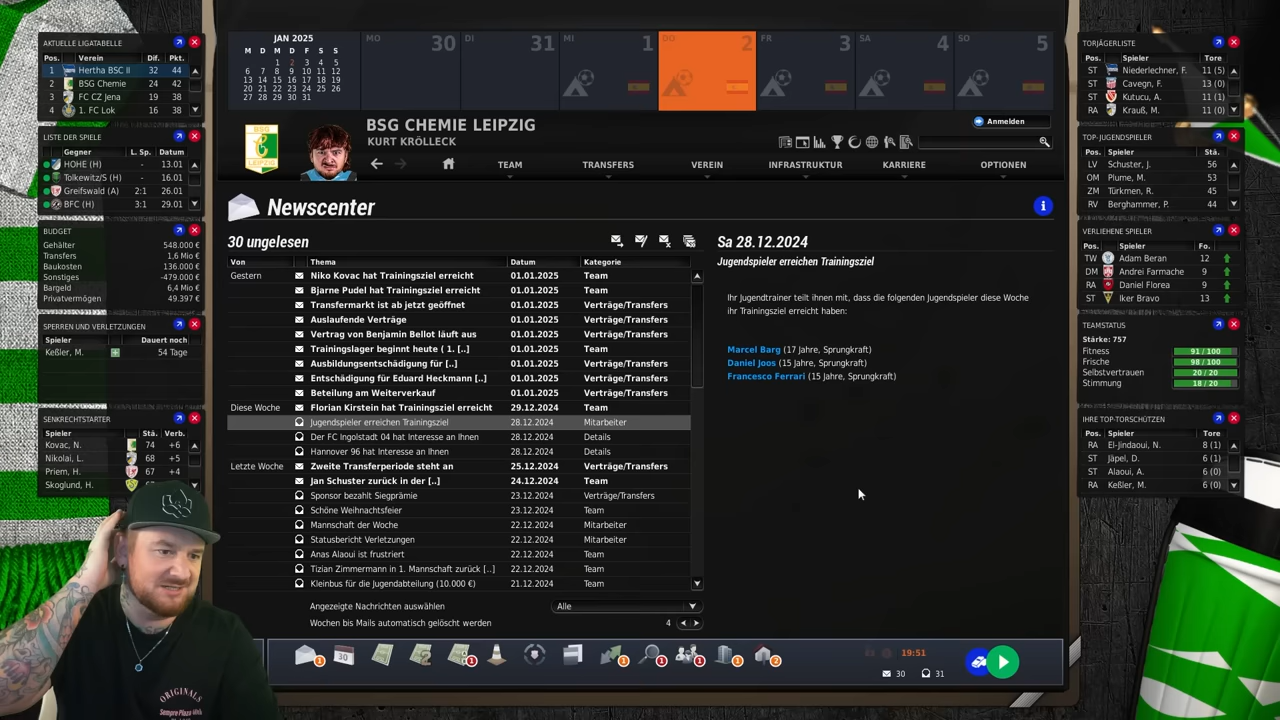 AKTUELLE LIGATABELLE
Pos. Verein Dif. Pkt.
1 Hertha BSC II 32 44
2 BSG Chemie 24 42
3 FC CZ Jena 19 38
4 1. FC Lok 16 38
LISTE DER SPIELE
Gegner L. Sp. Datum
HOHE (H) - 13.01
Tolkewitz/S (H) - 16.01
Greifswald (A) 2:1 26.01
BFC (H) 3:1 29.01
BUDGET
Gehälter 548.000 €
Transfers 1,6 Mio €
Baukosten 136.000 €
Sonstiges -479.000 €
Bargeld 6,4 Mio €
Privatvermögen 49.397 €
SPERREN UND VERLETZUNGEN
Spieler Dauert noch
Keßler, M. 54 Tage
SENKRECHTSTARTER
Spieler Stä. Verb.
Kovac, N. 74 +6
Nikolai, L. 68 +5
Priem, H. 67 +4
Skoglund, H.
JAN 2025
M D M D F S S
1 2 3 4 5
6 7 8 9 10 11 12
13 14 15 16 17 18 19
20 21 22 23 24 25 26
27 28 29 30 31
MO 30 DI 31 MI 1 DO 2 FR 3 SA 4 SO 5
BSG CHEMIE LEIPZIG
KURT KRÖLLECK
Anmelden
BSG
LEIPZIG
TEAM TRANSFERS VEREIN INFRASTRUKTUR KARRIERE OPTIONEN
Newscenter
30 ungelesen
Von Thema Datum Kategorie
Gestern Niko Kovac hat Trainingsziel erreicht 01.01.2025 Team
Bjarne Pudel hat Trainingsziel erreicht 01.01.2025 Team
Transfermarkt ist ab jetzt geöffnet 01.01.2025 Verträge/Transfers
Auslaufende Verträge 01.01.2025 Verträge/Transfers
Vertrag von Benjamin Bellot läuft aus 01.01.2025 Verträge/Transfers
Trainingslager beginnt heute ( 1. [..] 01.01.2025 Team
Ausbildungsentschädigung für [..] 01.01.2025 Verträge/Transfers
Entschädigung für Eduard Heckmann [..] 01.01.2025 Verträge/Transfers
Beteilung am Weiterverkauf 01.01.2025 Verträge/Transfers
Diese Woche Florian Kirstein hat Trainingsziel erreicht 29.12.2024 Team
Jugendspieler erreichen Trainingsziel 28.12.2024 Mitarbeiter
Der FC Ingolstadt 04 hat Interesse an Ihnen 28.12.2024 Details
Hannover 96 hat Interesse an Ihnen 28.12.2024 Details
Letzte Woche Zweite Transferperiode steht an 25.12.2024 Verträge/Transfers
Jan Schuster zurück in der [..] 24.12.2024 Team
Sponsor bezahlt Siegprämie 23.12.2024 Verträge/Transfers
Schöne Weihnachtsfeier 23.12.2024 Team
Mannschaft der Woche 22.12.2024 Mitarbeiter
Statusbericht Verletzungen 22.12.2024 Mitarbeiter
Anas Alaoui ist frustriert 22.12.2024 Team
Tizian Zimmermann in 1. Mannschaft zurück [..] 22.12.2024 Team
Kleinbus für die Jugendabteilung (10.000 €) 21.12.2024 Team
Angezeigte Nachrichten auswählen Alle
Wochen bis Mails automatisch gelöscht werden 4
Sa 28.12.2024
Jugendspieler erreichen Trainingsziel
Ihr Jugendtrainer teilt ihnen mit, dass die folgenden Jugendspieler diese Woche
ihr Trainingsziel erreicht haben:
Marcel Barg (17 Jahre, Sprungkraft)
Daniel Joos (15 Jahre, Sprungkraft)
Francesco Ferrari (15 Jahre, Sprungkraft)
1 30 1 1 1 1 1 2
19:51
30 31
TORJÄGERLISTE
Pos. Spieler Tore
ST Niederlechner, F. 11 (5)
ST Cavegn, F. 13 (0)
ST Kutucu, A. 11 (1)
RA Krauß, M. 11 (0)
TOP-JUGENDSPIELER
Pos. Spieler Stä.
LV Schuster, J. 56
OM Plume, M. 53
ZM Türkmen, R. 45
RV Berghammer, P. 44
VERLIEHENE SPIELER
Pos. Spieler Fo.
TW Adam Beran 12
DM Andrei Farmache 9
RA Daniel Florea 9
ST Iker Bravo 13
TEAMSTATUS
Stärke: 757
Fitness 91 / 100
Frische 98 / 100
Selbstvertrauen 20 / 20
Stimmung 18 / 20
IHRE TOP-TORSCHÜTZEN
Pos. Spieler Tore
RA El-Jindaoui, N. 8 (1)
ST Jäpel, D. 6 (1)
ST Alaoui, A. 6 (0)
RA Keßler, M. 6 (0)
ORIGINALS